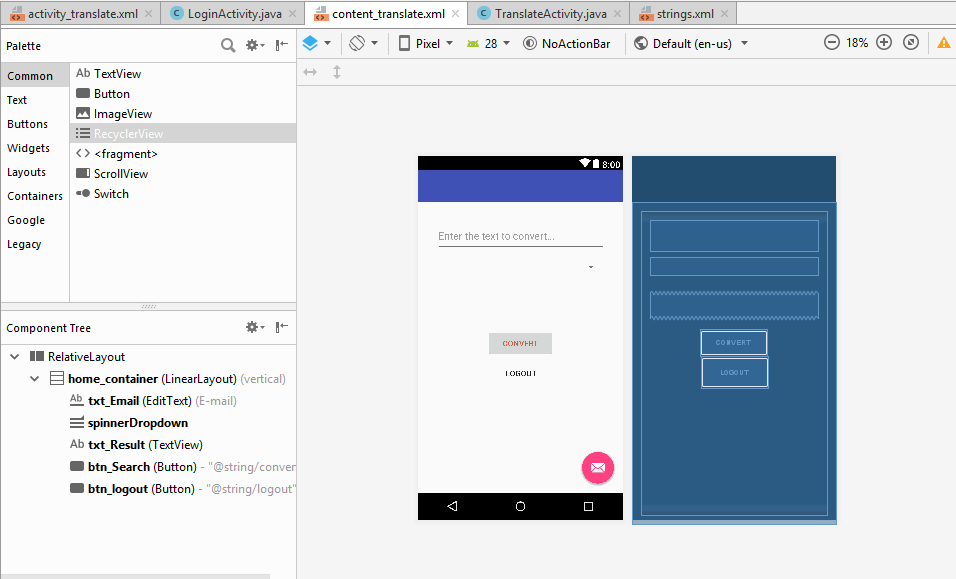 activity_translate.xml LoginActivity.java content_translate.xml TranslateActivity.java strings.xml
Palette
Pixel 28 NoActionBar Default (en-us) 18%
Common
Text
Buttons
Widgets
Layouts
Containers
Google
Legacy
Ab TextView
Button
ImageView
RecyclerView
<fragment>
ScrollView
Switch
8:00
Enter the text to convert...
CONVERT
LOGOUT
CONVERT
LOGOUT
Component Tree
RelativeLayout
home_container (LinearLayout) (vertical)
Ab txt_Email (EditText) (E-mail)
spinnerDropdown
Ab txt_Result (TextView)
btn_Search (Button) - "@string/conver
btn_logout (Button) - "@string/logout"